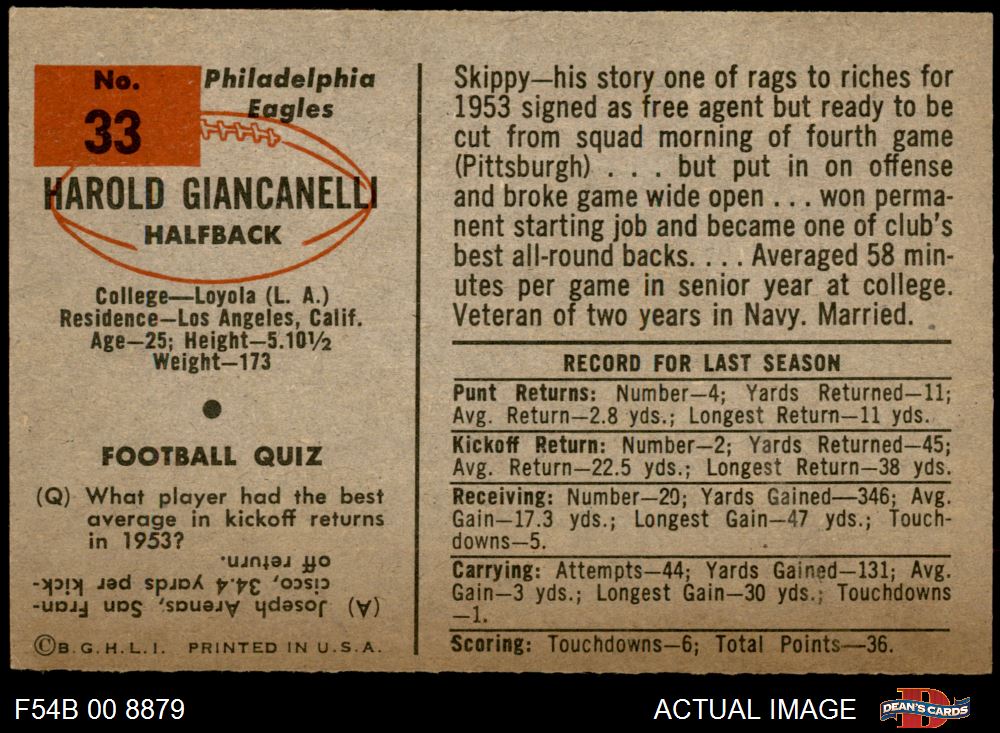 No.
33
Philadelphia
Eagles
HAROLD GIANCANELLI
HALFBACK
College—Loyola (L. A.)
Residence—Los Angeles, Calif.
Age—25; Height—5.10½
Weight—173
FOOTBALL QUIZ
(Q) What player had the best
average in kickoff returns
in 1953?
(A) Joseph Arenas, San Fran-
cisco, 34.4 yards per kick-
off return.
©B.G.H.L.I. PRINTED IN U.S.A.
Skippy—his story one of rags to riches for
1953 signed as free agent but ready to be
cut from squad morning of fourth game
(Pittsburgh) . . . but put in on offense
and broke game wide open . . . won perma-
nent starting job and became one of club's
best all-round backs. . . . Averaged 58 min-
utes per game in senior year at college.
Veteran of two years in Navy. Married.
RECORD FOR LAST SEASON
Punt Returns: Number—4; Yards Returned—11;
Avg. Return—2.8 yds.; Longest Return—11 yds.
Kickoff Return: Number—2; Yards Returned—45;
Avg. Return—22.5 yds.; Longest Return—38 yds.
Receiving: Number—20; Yards Gained—346; Avg.
Gain—17.3 yds.; Longest Gain—47 yds.; Touch-
downs—5.
Carrying: Attempts—44; Yards Gained—131; Avg.
Gain—3 yds.; Longest Gain—30 yds.; Touchdowns
—1.
Scoring: Touchdowns—6; Total Points—36.
F54B 00 8879
ACTUAL IMAGE
DEAN'S CARDS